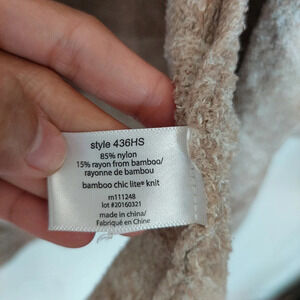 style 436HS
85% nylon
15% rayon from bamboo/
rayonne de bambou
bamboo chic lite® knit
rn111248
lot #20160321
made in china/
Fabriqué en Chine